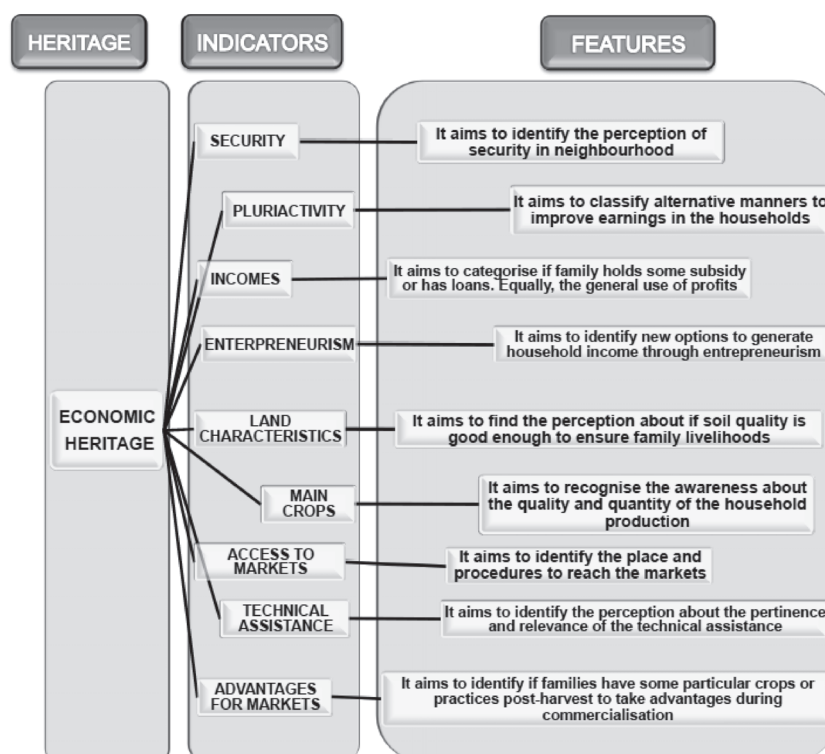 HERITAGE
INDICATORS
FEATURES
ECONOMIC
HERITAGE
SECURITY
It aims to identify the perception of
security in neighbourhood
PLURIACTIVITY
It aims to classify alternative manners to
improve earnings in the households
INCOMES
It aims to categorise if family holds some subsidy
or has loans. Equally, the general use of profits
ENTERPRENEURISM
It aims to identify new options to generate
household income through entrepreneurism
LAND
CHARACTERISTICS
It aims to find the perception about if soil quality is
good enough to ensure family livelihoods
MAIN
CROPS
It aims to recognise the awareness about
the quality and quantity of the household
production
ACCESS TO
MARKETS
It aims to identify the place and
procedures to reach the markets
TECHNICAL
ASSISTANCE
It aims to identify the perception about the pertinence
and relevance of the technical assistance
ADVANTAGES
FOR MARKETS
It aims to identify if families have some particular crops or
practices post-harvest to take advantages during
commercialisation